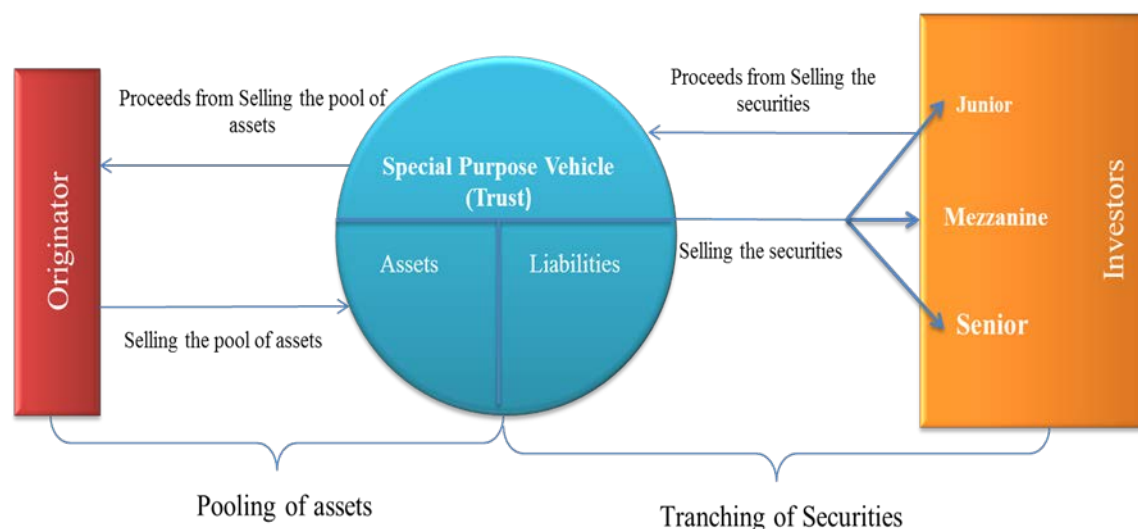 Originator
Proceeds from Selling the pool of
assets
Selling the pool of assets
Special Purpose Vehicle
(Trust)
Assets
Liabilities
Proceeds from Selling the
securities
Selling the securities
Junior
Mezzanine
Senior
Investors
Pooling of assets
Tranching of Securities